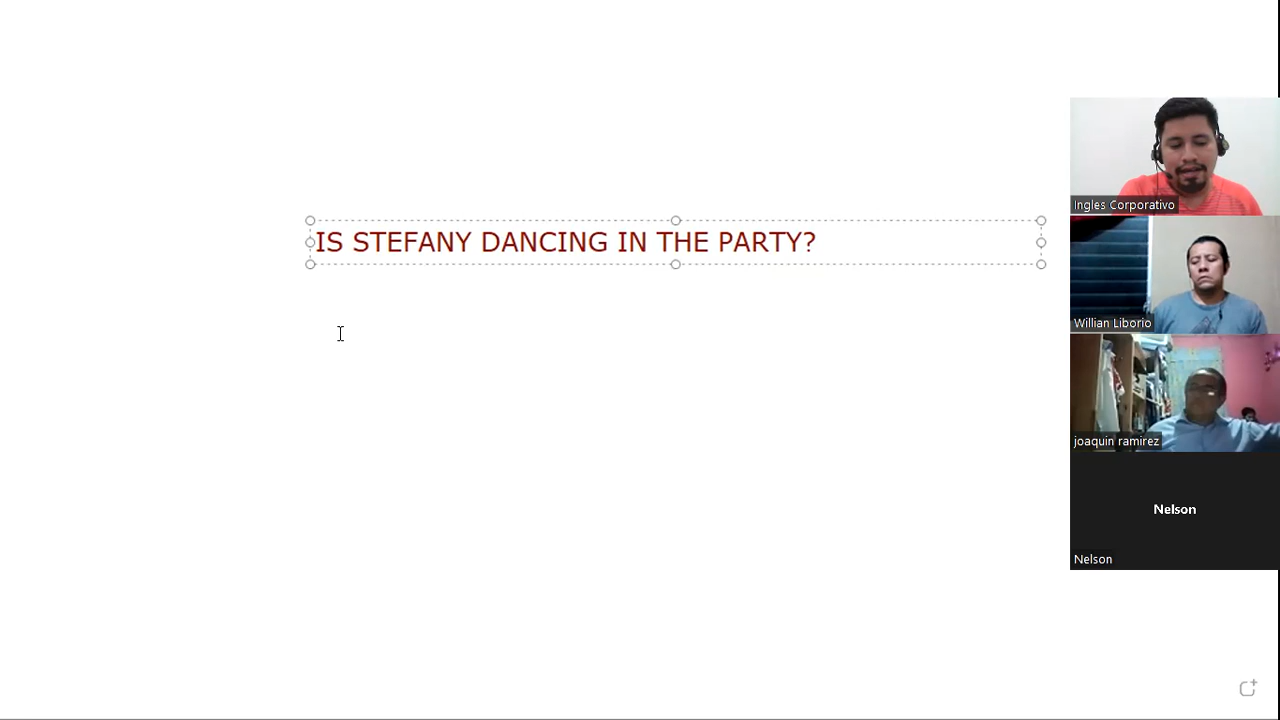 IS STEFANY DANCING IN THE PARTY?
Ingles Corporativo
Willian Liborio
joaquin ramirez
Nelson
Nelson